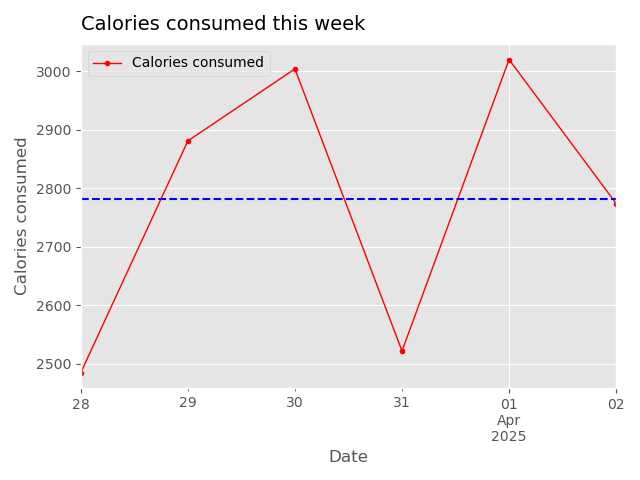 Calories consumed this week
Calories consumed
3000
2900
2800
2700
2600
2500
Calories consumed
28
29
30
31
01
02
Apr
2025
Date